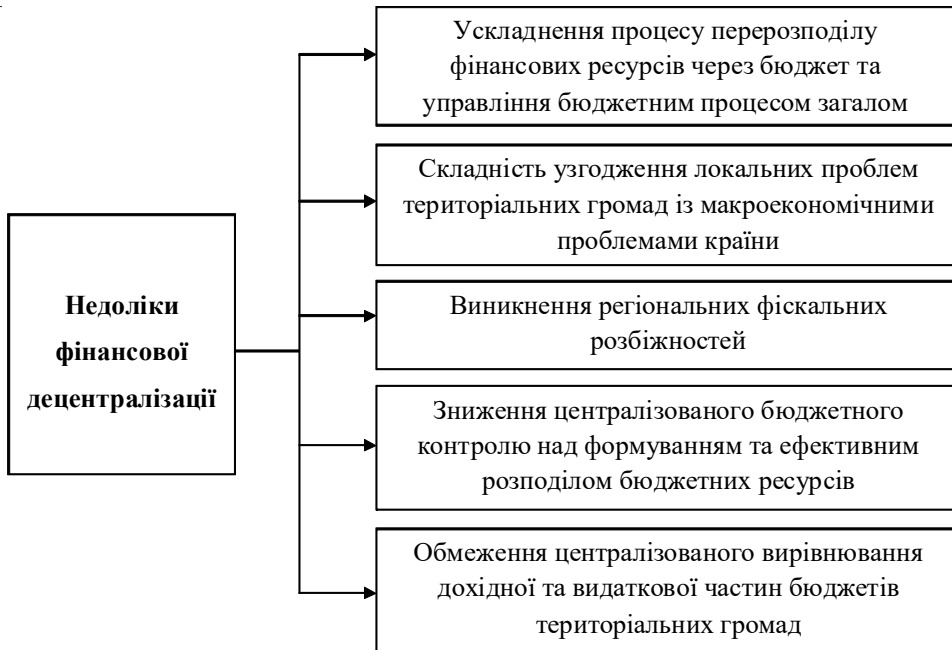 Недоліки
фінансової
децентралізації
Ускладнення процесу перерозподілу
фінансових ресурсів через бюджет та
управління бюджетним процесом загалом
Складність узгодження локальних проблем
територіальних громад із макроекономічними
проблемами країни
Виникнення регіональних фіскальних
розбіжностей
Зниження централізованого бюджетного
контролю над формуванням та ефективним
розподілом бюджетних ресурсів
Обмеження централізованого вирівнювання
дохідної та видаткової частин бюджетів
територіальних громад